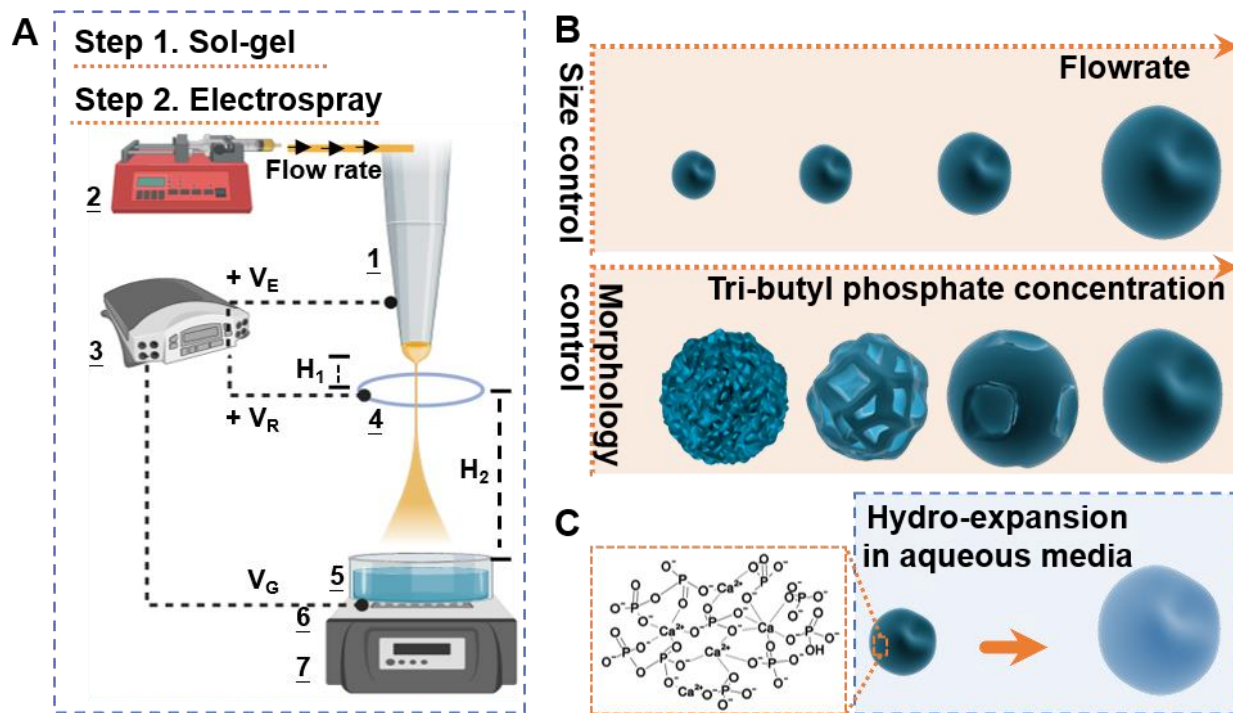 A
Step 1. Sol-gel
Step 2. Electrospray
Flow rate
2
1
+ VE
3
H1
+ VR
4
H2
VG
5
6
7
B
Size control
Flowrate
Morphology
control
Tri-butyl phosphate concentration
C
Hydro-expansion
in aqueous media